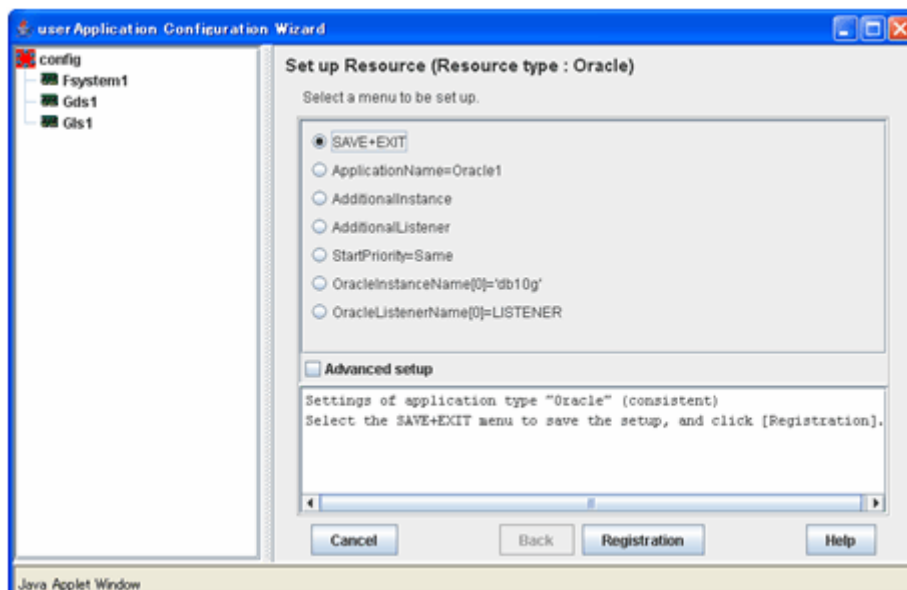 userApplication Configuration Wizard
config
Fsystem1
Gds1
Gls1
Set up Resource (Resource type : Oracle)
Select a menu to be set up.
SAVE+EXIT
ApplicationName=Oracle1
AdditionalInstance
AdditionalListener
StartPriority=Same
OracleInstanceName[0]='db10g'
OracleListenerName[0]=LISTENER
Advanced setup
Settings of application type "Oracle" (consistent)
Select the SAVE+EXIT menu to save the setup, and click [Registration].
Cancel Back Registration Help
Java Applet Window